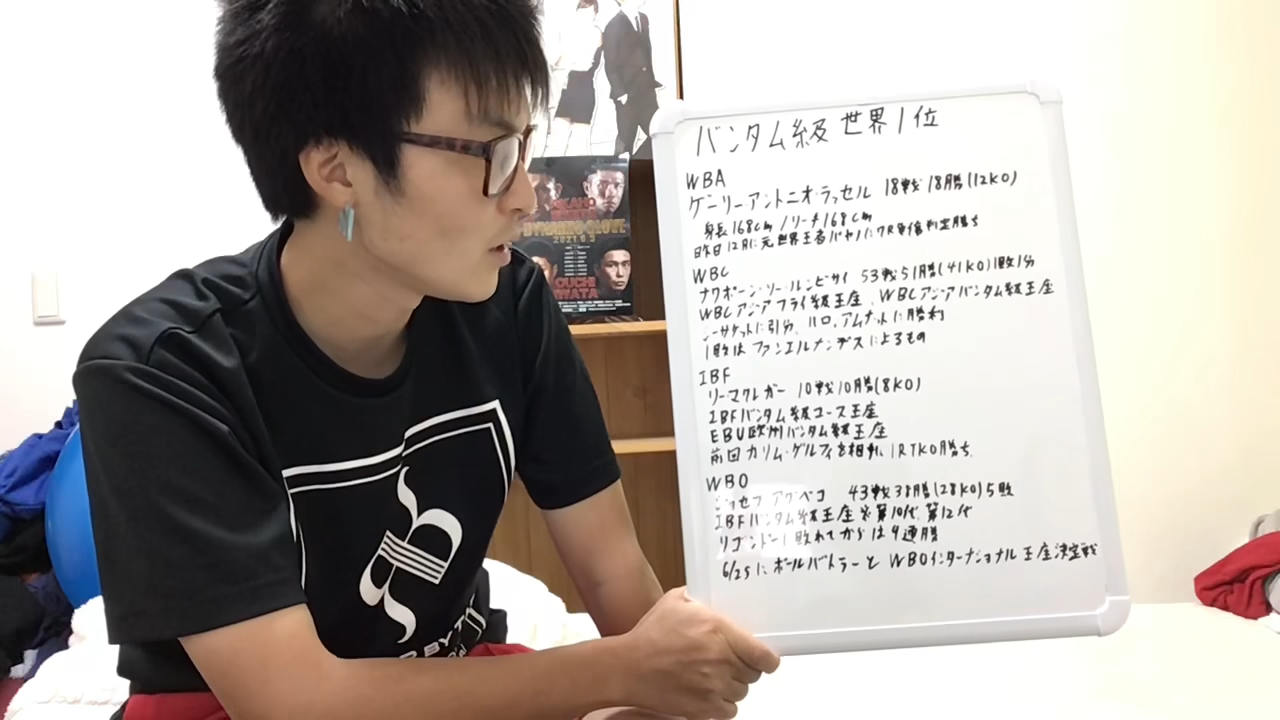 バンタム級 世界1位
WBA
ゲーリー・アントニオ・ラッセル 18戦18勝(12KO)
身長168cm/リーチ168cm
昨日12月に元世界王者パヤノに7R負傷判定勝ち
WBC
ナワポーン・ソー・ルンビサイ 53戦51勝(41KO)1敗1分
WBCアジアフライ級王座、WBCアジアバンタム級王座
シーサケットに引分、ハロ、アムナットに勝利
1敗は ファンエルナンデスによるもの
IBF
リー・マクレガー 10戦10勝(8KO)
IBFバンタム級ユース王座
EBU欧州バンタム級王座
前回カリム・ゲルフィを相手に1RTKO勝ち
WBO
ジョセフ アグベコ 43戦38勝(28KO)5敗
IBFバンタム級王座※第10代、第12代
リゴンドー 敗れてからは9連勝
6/25にポールバトラーとWBOインターナショナル王座決定戦
DYNAMIC GLOVE
2021.6.3